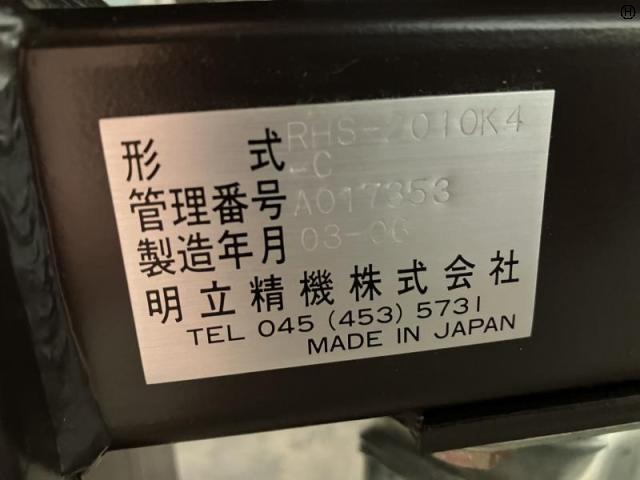 形 式 RHS-2010K4
-C
管理番号 A017353
製造年月 03-06
明立精機株式会社
TEL 045 (453) 5731
MADE IN JAPAN
H